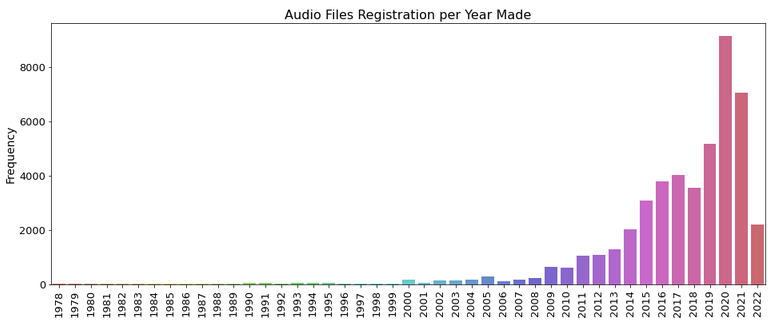 Audio Files Registration per Year Made
Frequency
8000
6000
4000
2000
0
1978 1979 1980 1981 1982 1983 1984 1985 1986 1987 1988 1989 1990 1991 1992 1993 1994 1995 1996 1997 1998 1999 2000 2001 2002 2003 2004 2005 2006 2007 2008 2009 2010 2011 2012 2013 2014 2015 2016 2017 2018 2019 2020 2021 2022